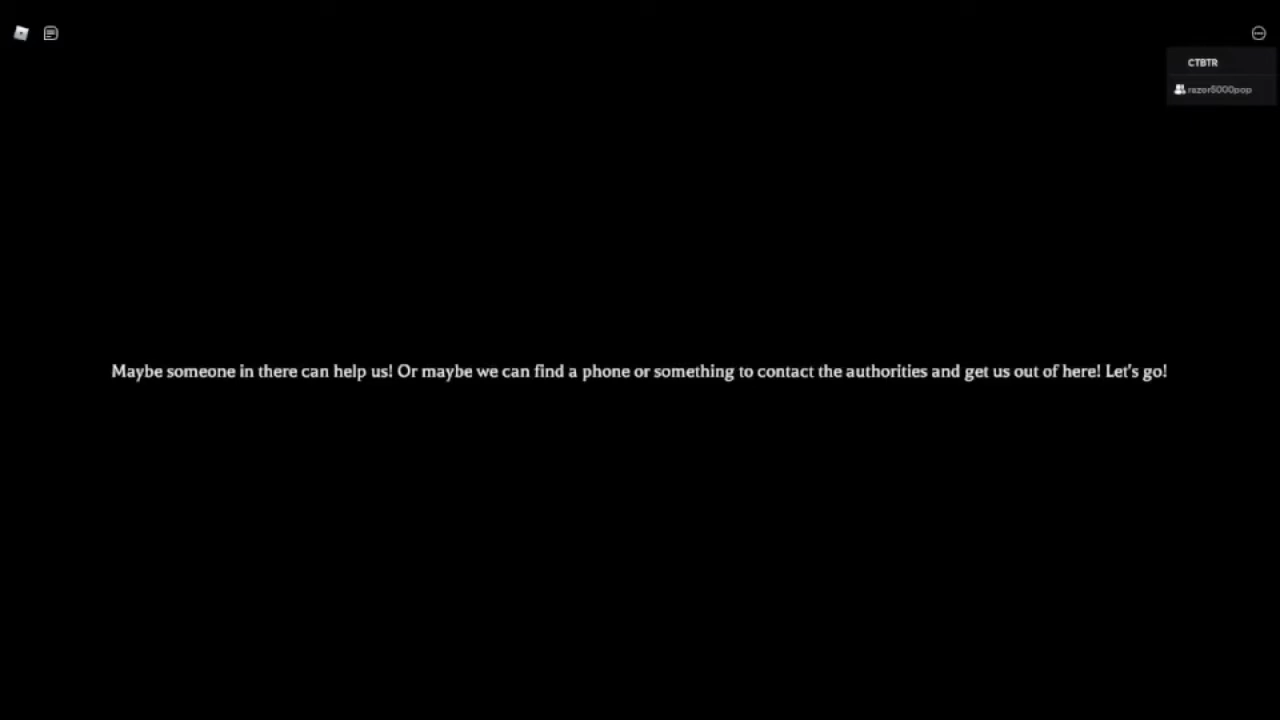 CTBTR
razor6000pop
Maybe someone in there can help us! Or maybe we can find a phone or something to contact the authorities and get us out of here! Let's go!